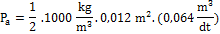 Pₐ = 1/2 .1000 kg/m³ .0,012 m². (0,064 m³/dt)